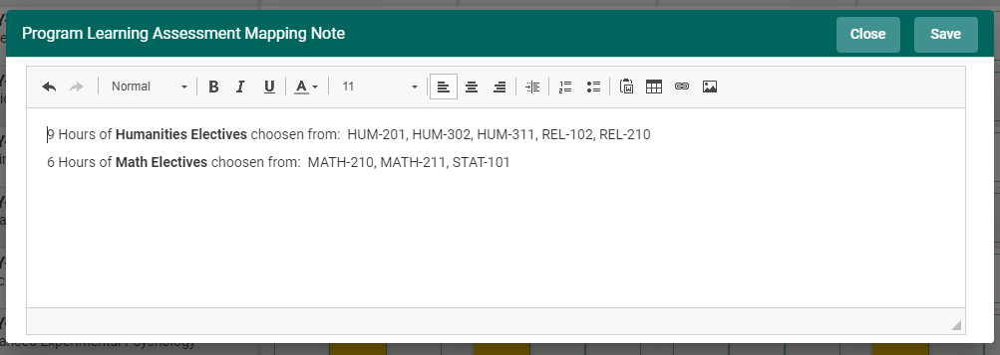 Program Learning Assessment Mapping Note
Close
Save
Normal
B I U A 11
9 Hours of Humanities Electives choosen from: HUM-201, HUM-302, HUM-311, REL-102, REL-210
6 Hours of Math Electives choosen from: MATH-210, MATH-211, STAT-101
Experimental Psychology